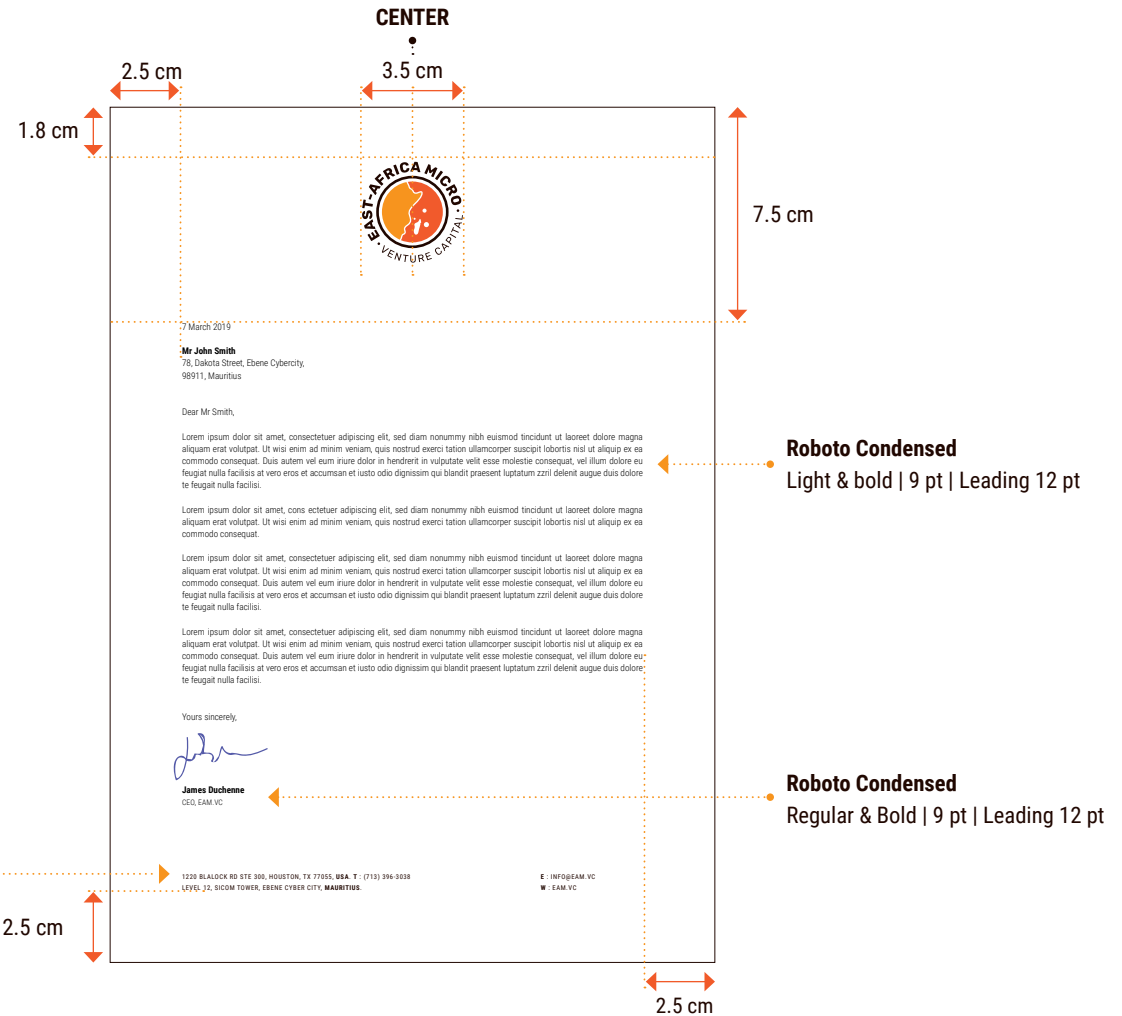 CENTER
2.5 cm
3.5 cm
1.8 cm
EAST-AFRICA MICRO
VENTURE CAPITAL
7.5 cm
7 March 2019
Mr John Smith
78, Dakota Street, Ebene Cybercity,
98911, Mauritius
Dear Mr Smith,
Lorem ipsum dolor sit amet, consectetuer adipiscing elit, sed diam nonummy nibh euismod tincidunt ut laoreet dolore magna
aliquam erat volutpat. Ut wisi enim ad minim veniam, quis nostrud exerci tation ullamcorper suscipit lobortis nisl ut aliquip ex ea
commodo consequat. Duis autem vel eum iriure dolor in hendrerit in vulputate velit esse molestie consequat, vel illum dolore eu
feugiat nulla facilisis at vero eros et accumsan et iusto odio dignissim qui blandit praesent luptatum zzril delenit augue duis dolore
te feugait nulla facilisi.
Roboto Condensed
Light & bold | 9 pt | Leading 12 pt
Lorem ipsum dolor sit amet, cons ectetuer adipiscing elit, sed diam nonummy nibh euismod tincidunt ut laoreet dolore magna
aliquam erat volutpat. Ut wisi enim ad minim veniam, quis nostrud exerci tation ullamcorper suscipit lobortis nisl ut aliquip ex ea
commodo consequat.
Lorem ipsum dolor sit amet, consectetuer adipiscing elit, sed diam nonummy nibh euismod tincidunt ut laoreet dolore magna
aliquam erat volutpat. Ut wisi enim ad minim veniam, quis nostrud exerci tation ullamcorper suscipit lobortis nisl ut aliquip ex ea
commodo consequat. Duis autem vel eum iriure dolor in hendrerit in vulputate velit esse molestie consequat, vel illum dolore eu
feugiat nulla facilisis at vero eros et accumsan et iusto odio dignissim qui blandit praesent luptatum zzril delenit augue duis dolore
te feugait nulla facilisi.
Lorem ipsum dolor sit amet, consectetuer adipiscing elit, sed diam nonummy nibh euismod tincidunt ut laoreet dolore magna
aliquam erat volutpat. Ut wisi enim ad minim veniam, quis nostrud exerci tation ullamcorper suscipit lobortis nisl ut aliquip ex ea
commodo consequat. Duis autem vel eum iriure dolor in hendrerit in vulputate velit esse molestie consequat, vel illum dolore eu
feugiat nulla facilisis at vero eros et accumsan et iusto odio dignissim qui blandit praesent luptatum zzril delenit augue duis dolore
te feugait nulla facilisi.
Yours sincerely,
James Duchenne
CEO, EAM.VC
Roboto Condensed
Regular & Bold | 9 pt | Leading 12 pt
1220 BLALOCK RD STE 300, HOUSTON, TX 77055, USA. T : (713) 396-3038
LEVEL 12, SICOM TOWER, EBENE CYBER CITY, MAURITIUS.
E : INFO@EAM.VC
W : EAM.VC
2.5 cm
2.5 cm